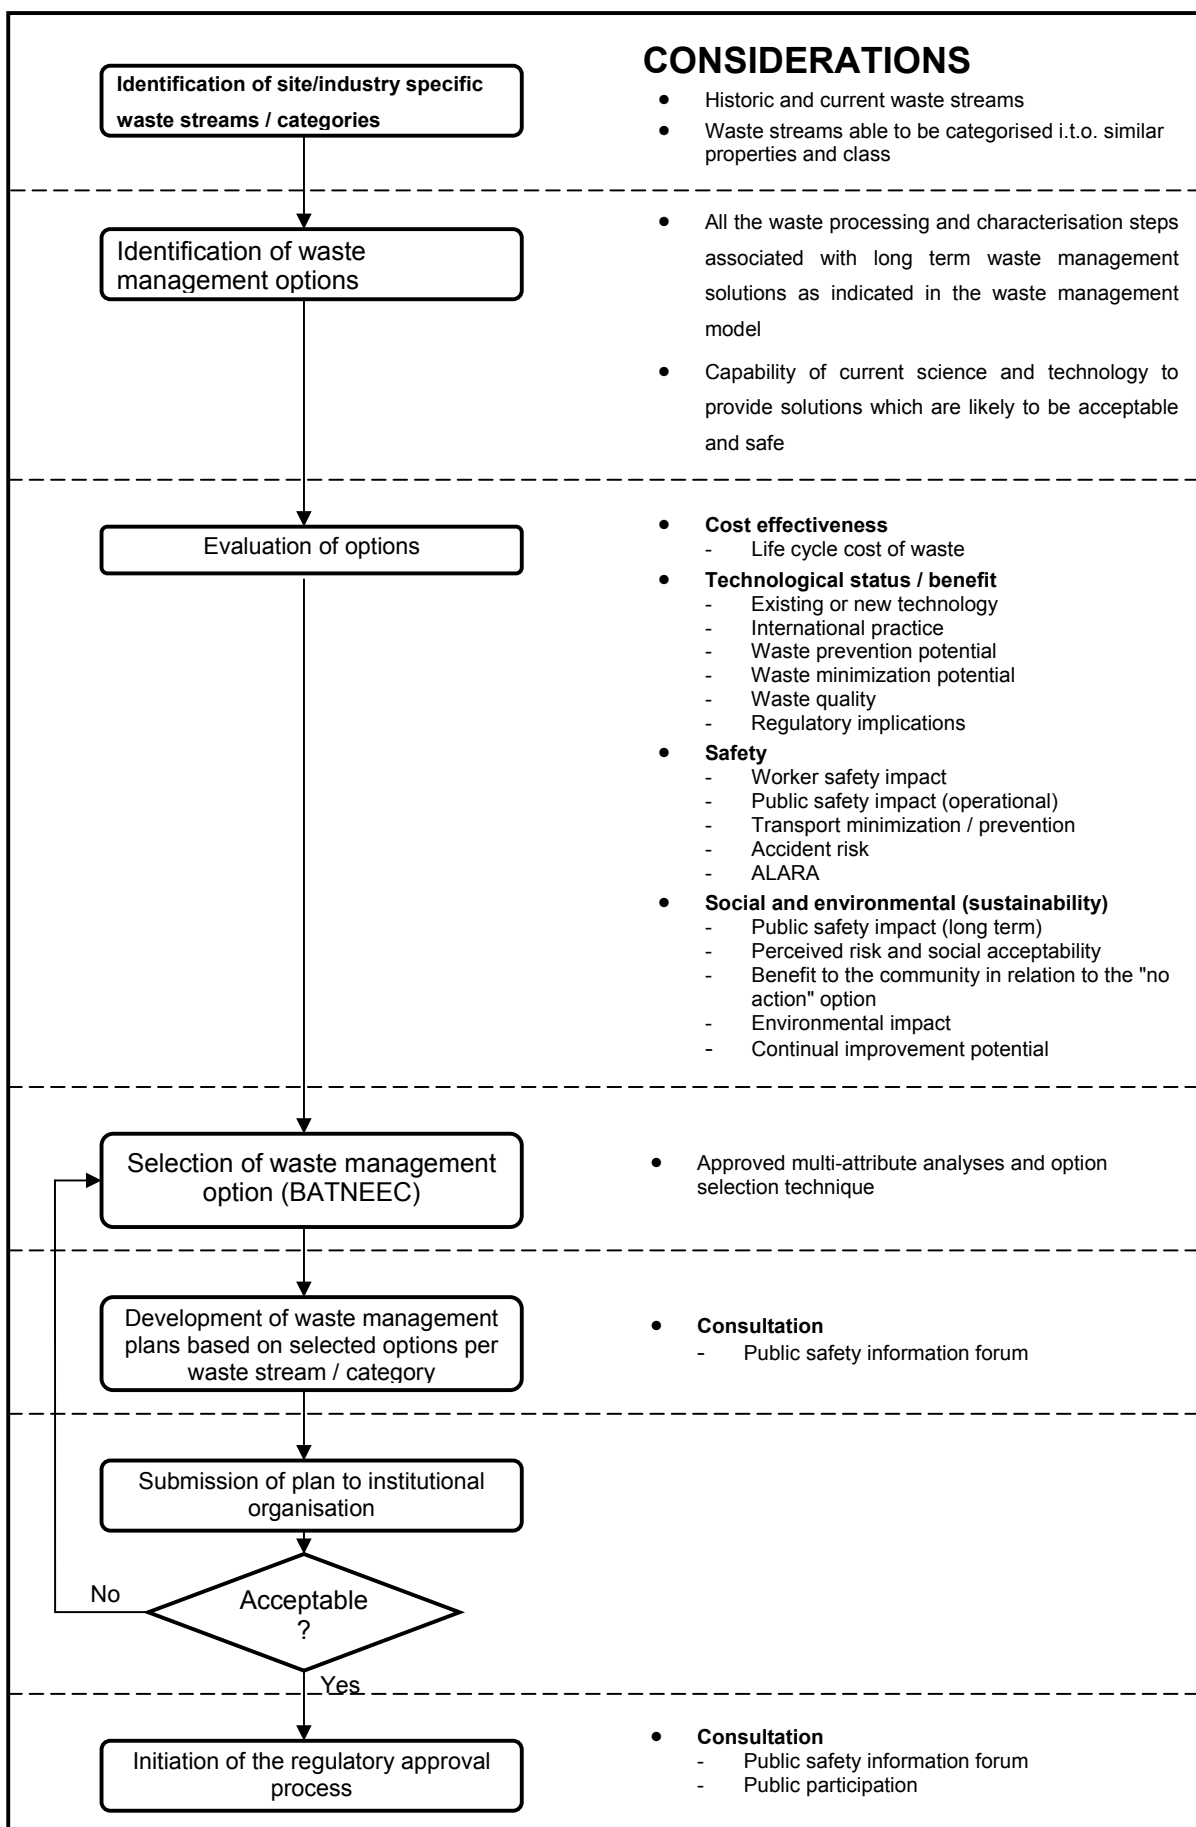 CONSIDERATIONS
Identification of site/industry specific
waste streams / categories
• Historic and current waste streams
• Waste streams able to be categorised i.t.o. similar
properties and class
Identification of waste
management options
• All the waste processing and characterisation steps
associated with long term waste management
solutions as indicated in the waste management
model
• Capability of current science and technology to
provide solutions which are likely to be acceptable
and safe
Evaluation of options
• Cost effectiveness
- Life cycle cost of waste
• Technological status / benefit
- Existing or new technology
- International practice
- Waste prevention potential
- Waste minimization potential
- Waste quality
- Regulatory implications
• Safety
- Worker safety impact
- Public safety impact (operational)
- Transport minimization / prevention
- Accident risk
- ALARA
• Social and environmental (sustainability)
- Public safety impact (long term)
- Perceived risk and social acceptability
- Benefit to the community in relation to the "no
action" option
- Environmental impact
- Continual improvement potential
Selection of waste management
option (BATNEEC)
• Approved multi-attribute analyses and option
selection technique
Development of waste management
plans based on selected options per
waste stream / category
• Consultation
- Public safety information forum
Submission of plan to institutional
organisation
No
Acceptable
?
Yes
Initiation of the regulatory approval
process
• Consultation
- Public safety information forum
- Public participation